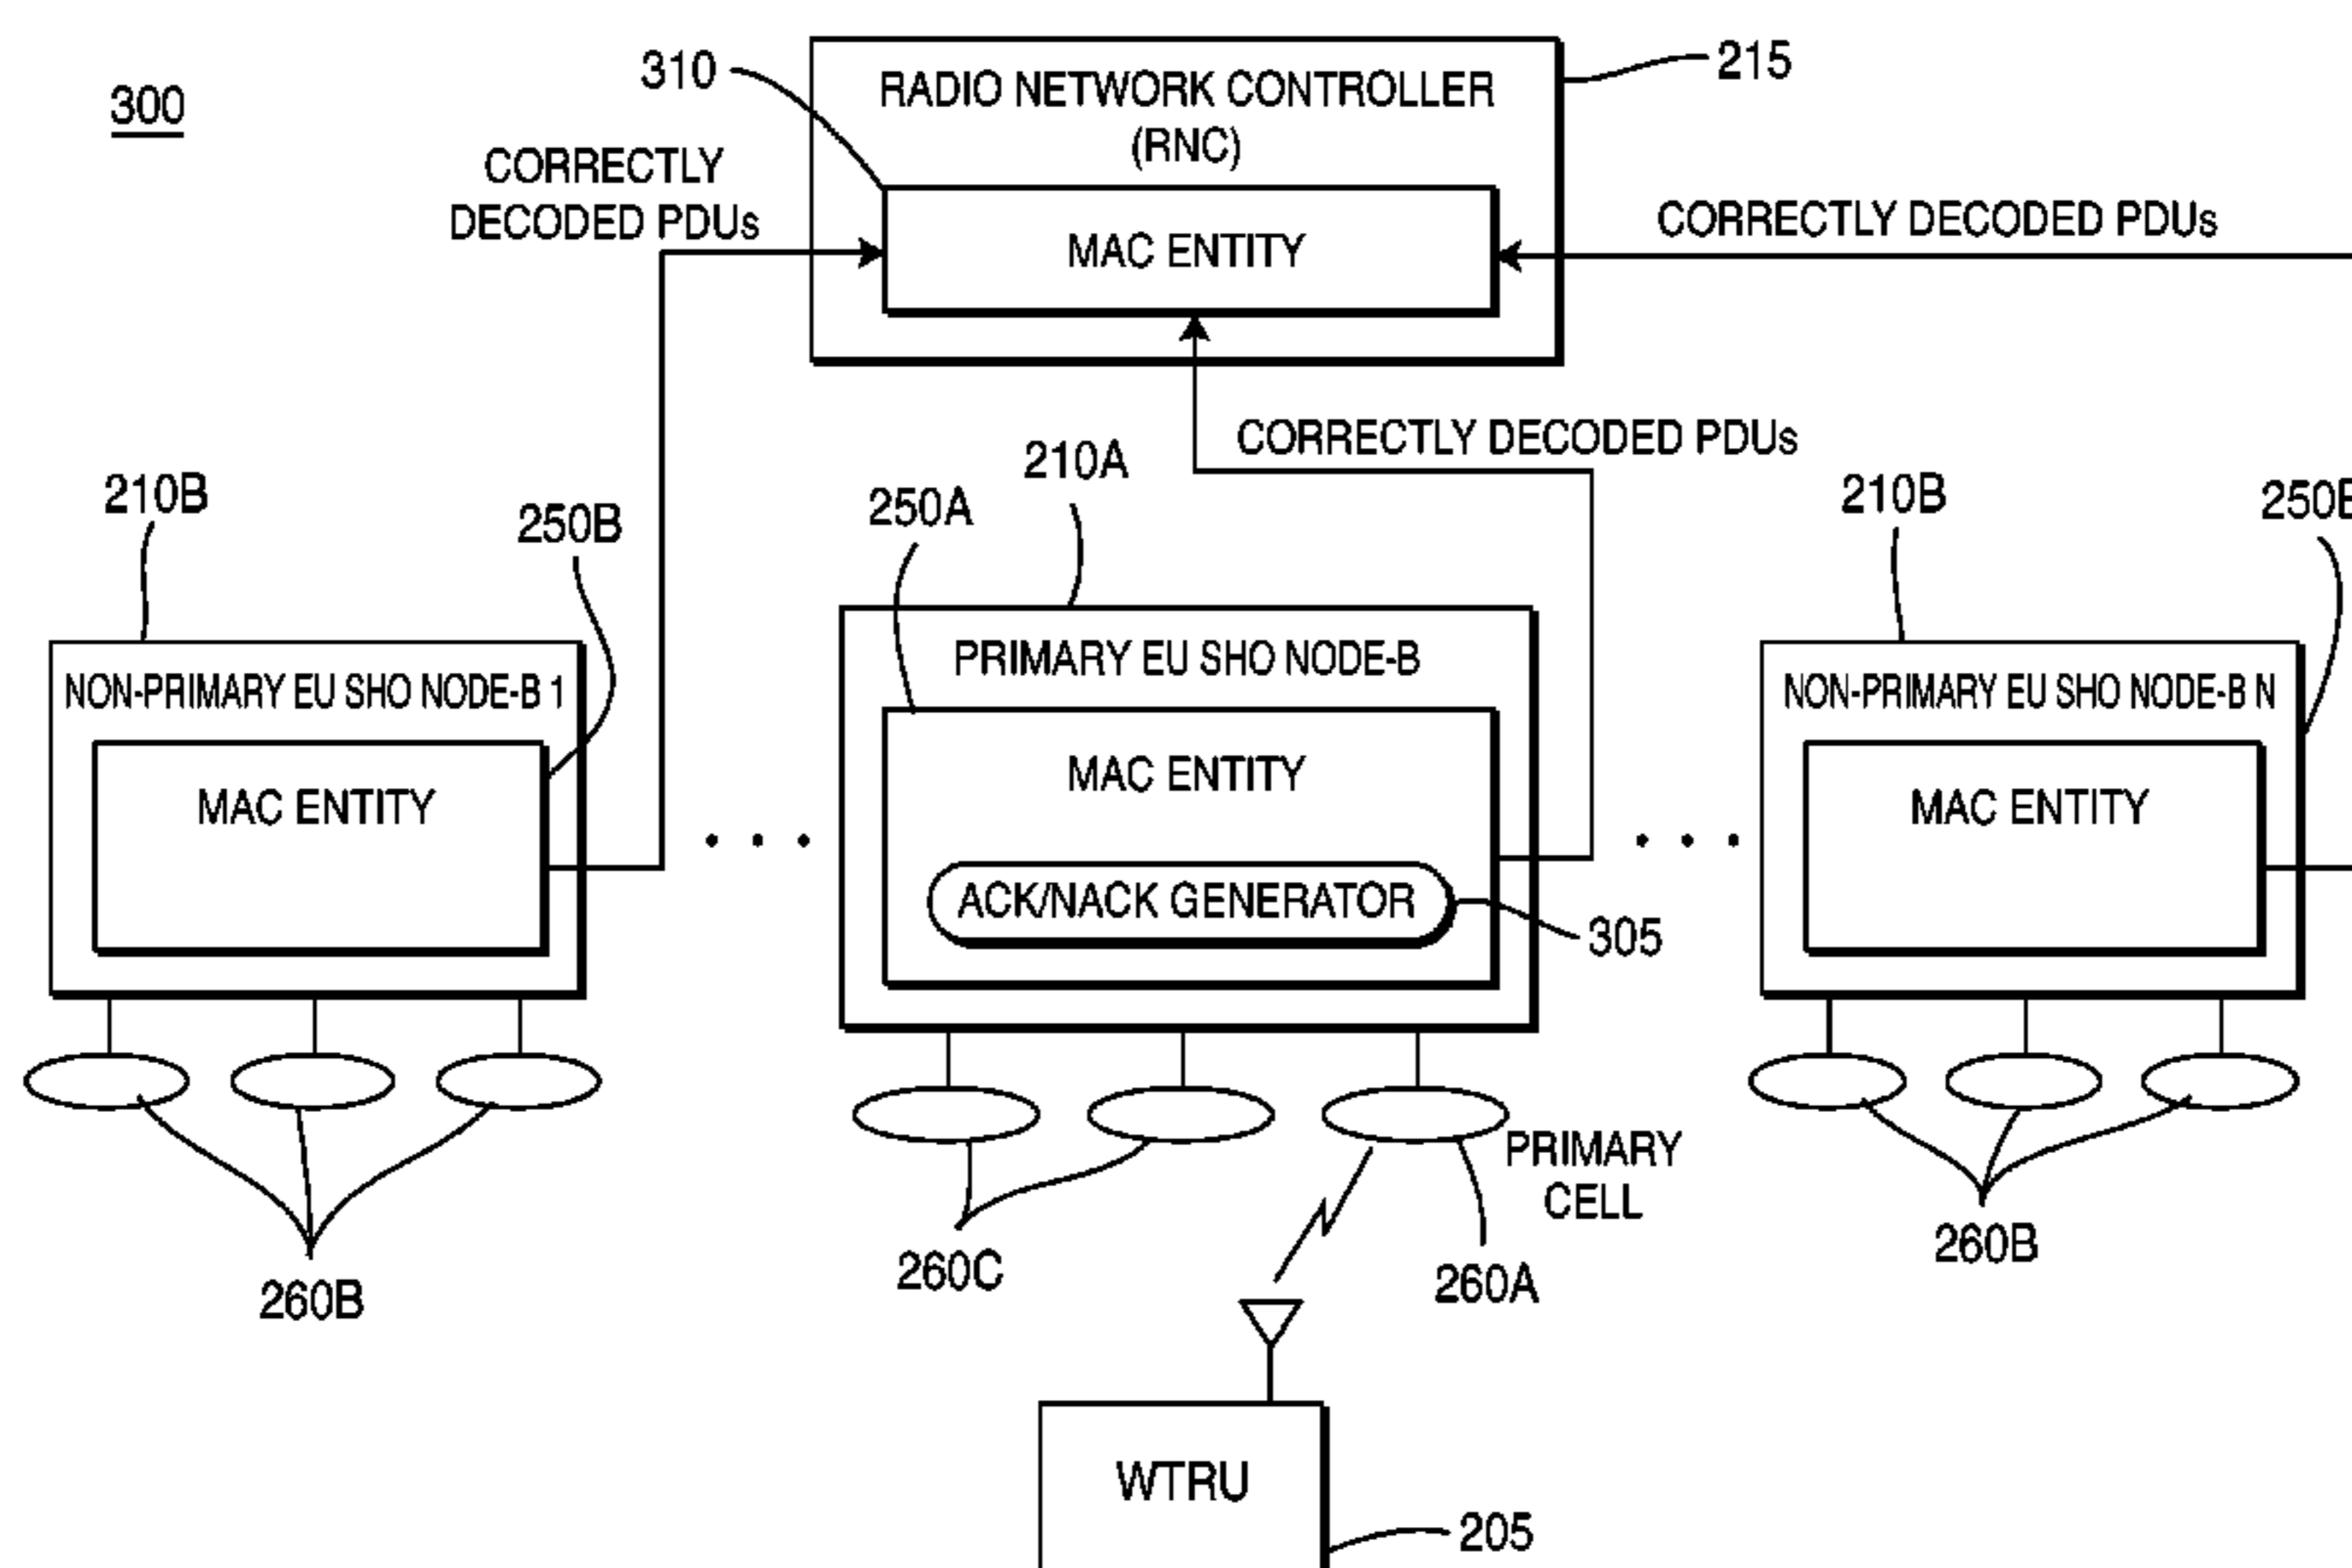 300
310
RADIO NETWORK CONTROLLER
(RNC)
215
CORRECTLY
DECODED PDUs
MAC ENTITY
CORRECTLY DECODED PDUs
CORRECTLY DECODED PDUs
210B
250B
250A
210A
210B
NON-PRIMARY EU SHO NODE-B 1
MAC ENTITY
PRIMARY EU SHO NODE-B
MAC ENTITY
ACK/NACK GENERATOR
305
NON-PRIMARY EU SHO NODE-B N
MAC ENTITY
. . .
. . .
260B
260C
PRIMARY
CELL
260A
260B
WTRU
205